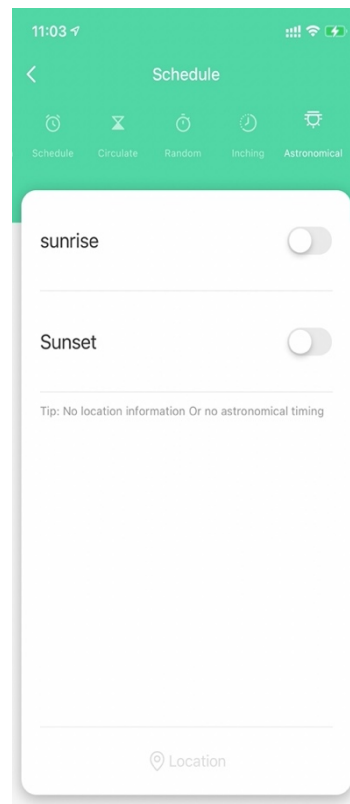 11:03
Schedule
Schedule Circulate Random Inching Astronomical
sunrise
Sunset
Tip: No location information Or no astronomical timing
Location